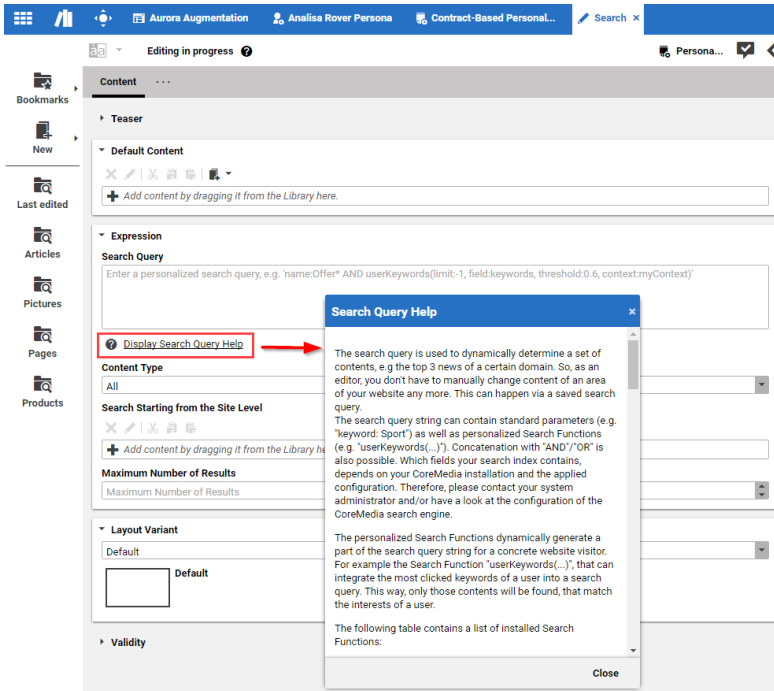 Aurora Augmentation
Analisa Rover Persona
Contract-Based Personal...
Search ×
Editing in progress
Persona...
Content ...
Bookmarks
New
Last edited
Articles
Pictures
Pages
Products
Teaser
Default Content
Add content by dragging it from the Library here.
Expression
Search Query
Enter a personalized search query, e.g. 'name:Offer* AND userKeywords(limit:-1, field:keywords, threshold:0.6, context:myContext)'
Display Search Query Help
Content Type
All
Search Starting from the Site Level
Add content by dragging it from the Library he
Maximum Number of Results
Maximum Number of Results
Layout Variant
Default
Default
Validity
Search Query Help ×
The search query is used to dynamically determine a set of
contents, e.g the top 3 news of a certain domain. So, as an
editor, you don't have to manually change content of an area
of your website any more. This can happen via a saved search
query.
The search query string can contain standard parameters (e.g.
"keyword: Sport") as well as personalized Search Functions
(e.g. "userKeywords(...)"). Concatenation with "AND"/"OR" is
also possible. Which fields your search index contains,
depends on your CoreMedia installation and the applied
configuration. Therefore, please contact your system
administrator and/or have a look at the configuration of the
CoreMedia search engine.
The personalized Search Functions dynamically generate a
part of the search query string for a concrete website visitor.
For example the Search Function "userKeywords(...)", that can
integrate the most clicked keywords of a user into a search
query. This way, only those contents will be found, that match
the interests of a user.
The following table contains a list of installed Search
Functions:
Close